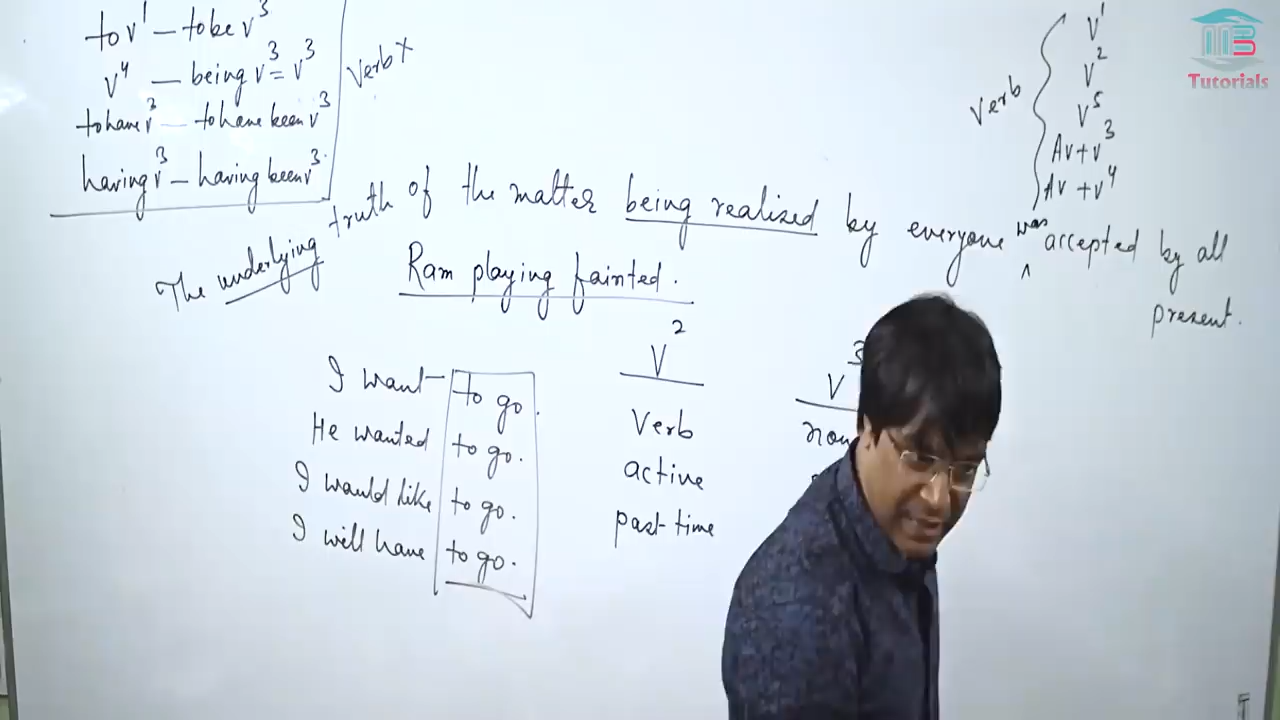 to v¹ – to be v³
v⁴ – being v³ = v³
to have v³ – to have been v³
having v³ – having been v³
verb x
verb
v¹
v²
v⁵
Av + v³
Av + v⁴
MB
Tutorials
The underlying truth of the matter being realized by everyone was accepted by all
^
present.
Ram playing fainted.
I want – to go.
He wanted to go.
I would like to go.
I will have to go.
V²
Verb
active
past time
V³
non